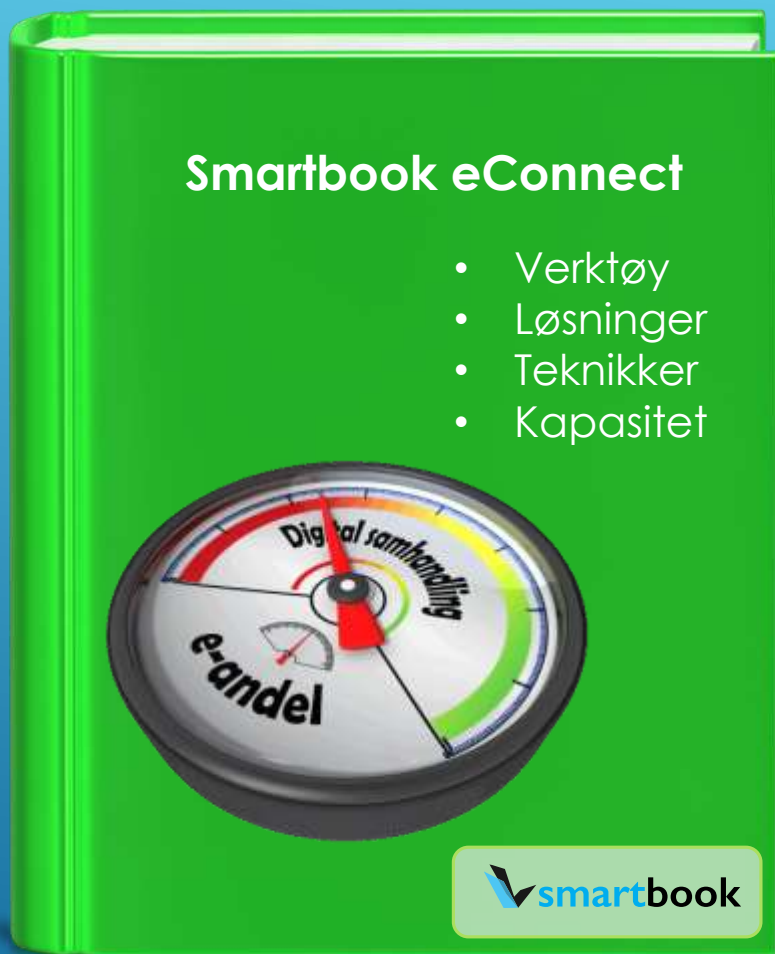 Smartbook eConnect
• Verktøy
• Løsninger
• Teknikker
• Kapasitet
Digital samhandling
e-andel
smartbook